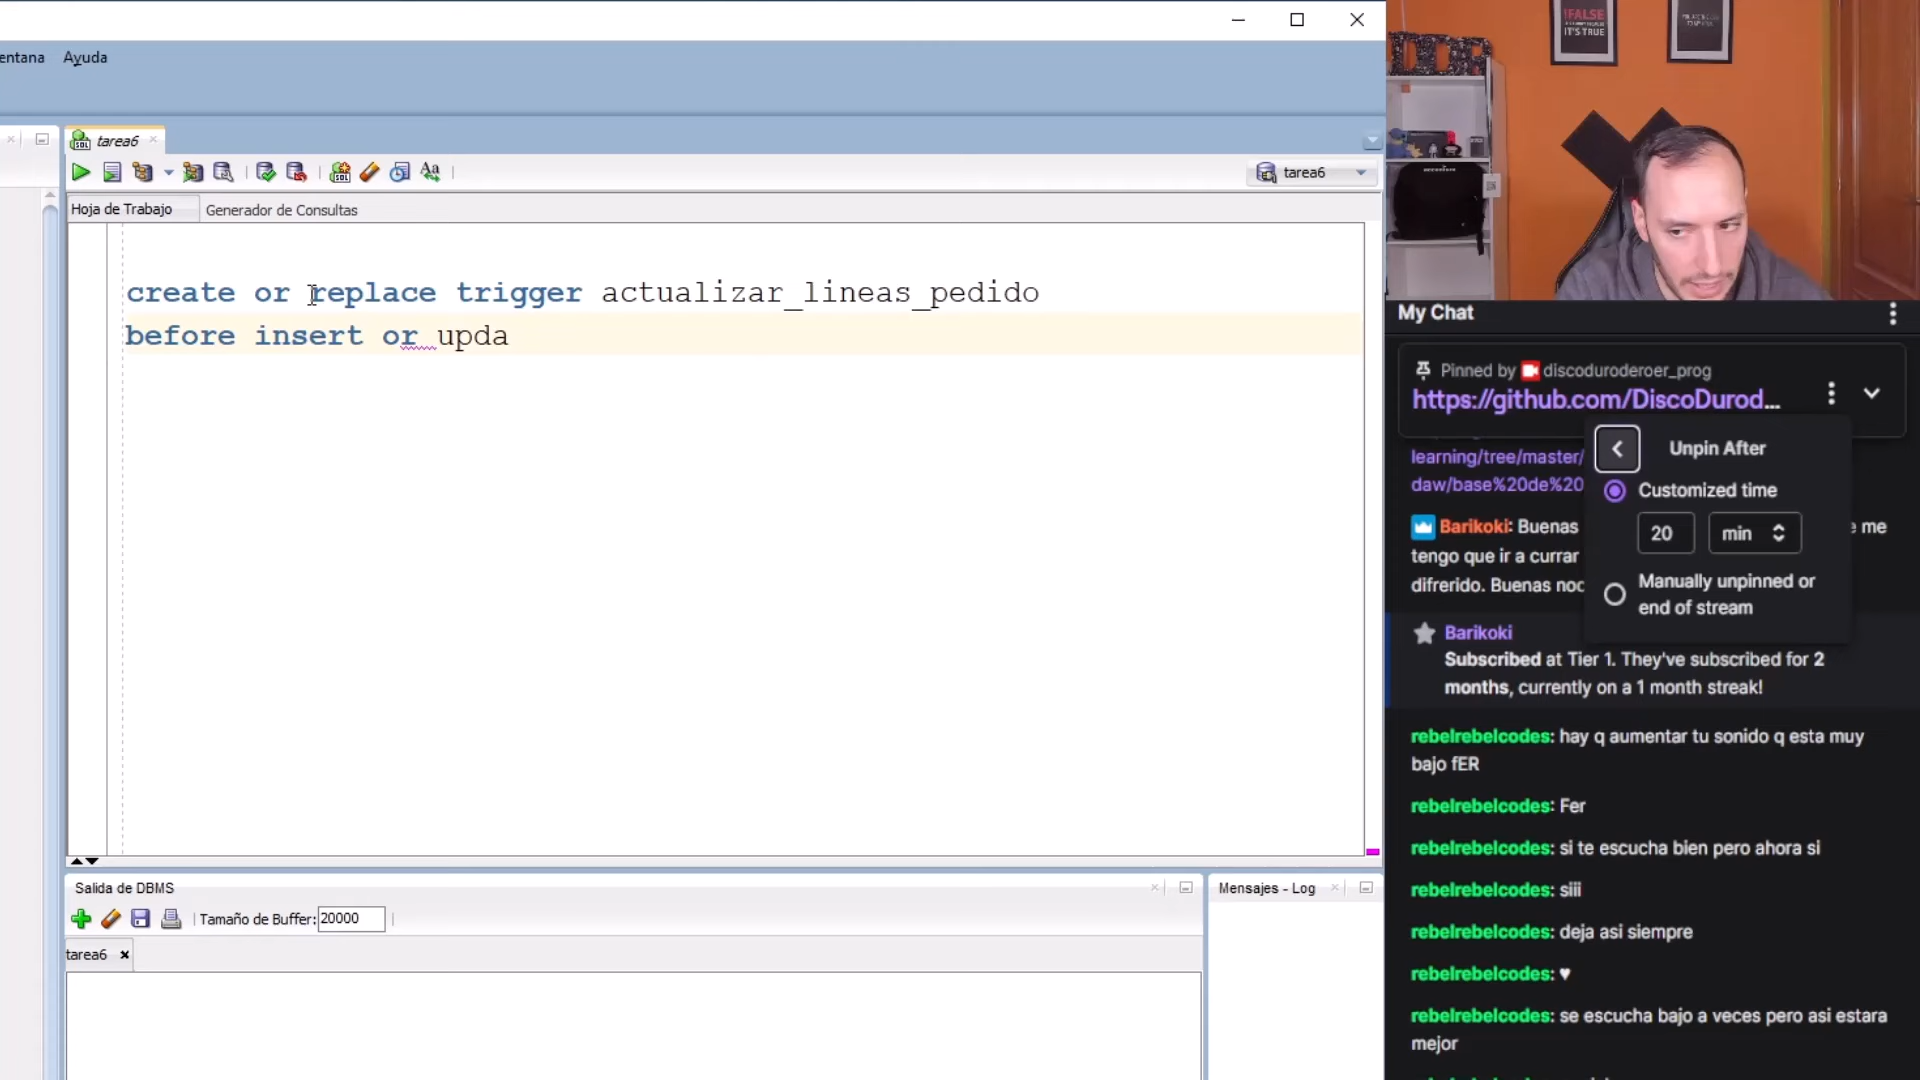 entana Ayuda
tarea6
tarea6
Hoja de Trabajo Generador de Consultas
create or replace trigger actualizar_lineas_pedido
before insert or upda
Salida de DBMS
Tamaño de Buffer: 20000
tarea6
Mensajes - Log
!FALSE
IT'S TRUE
My Chat
Pinned by discoduroderoer_prog
https://github.com/DiscoDurod...
learning/tree/master/
daw/base%20de%20
Unpin After
Customized time
20 min
Manually unpinned or
end of stream
Barikoki: Buenas e me
tengo que ir a currar
difrerido. Buenas noc
Barikoki
Subscribed at Tier 1. They've subscribed for 2
months, currently on a 1 month streak!
rebelrebelcodes: hay q aumentar tu sonido q esta muy
bajo fER
rebelrebelcodes: Fer
rebelrebelcodes: si te escucha bien pero ahora si
rebelrebelcodes: siii
rebelrebelcodes: deja asi siempre
rebelrebelcodes: ♥
rebelrebelcodes: se escucha bajo a veces pero asi estara
mejor